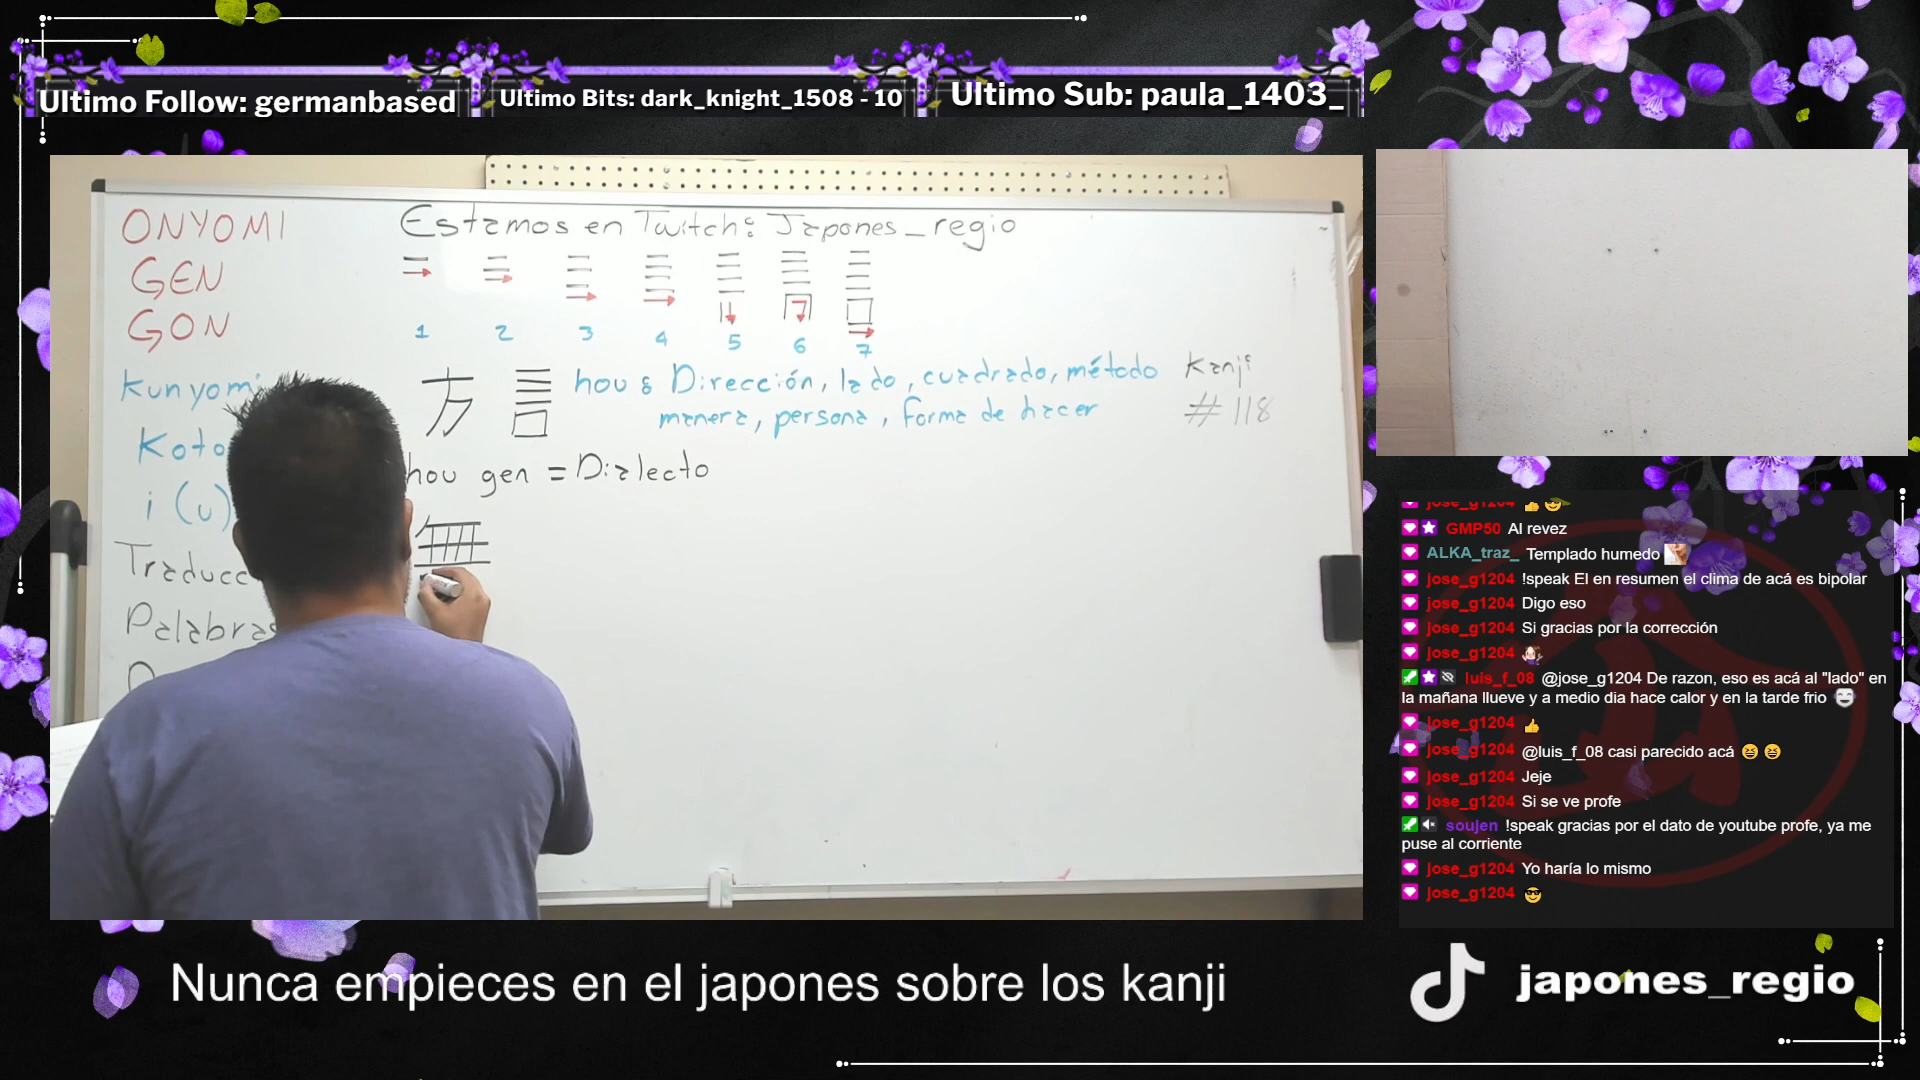 Ultimo Follow: germanbased
Ultimo Bits: dark_knight_1508 - 10
Ultimo Sub: paula_1403_
Estamos en Twitch: Japones_regio
ONYOMI
GEN
GON
1 2 3 4 5 6 7
Kunyomi
Koto
i (u)
方言 hou: Dirección, lado, cuadrado, método
manera, persona, forma de hacer
Kanji
#118
hou gen = Dialecto
Traducc
Palabras
GMP50 Al revez
ALKA_traz_ Templado humedo
jose_g1204 !speak El en resumen el clima de acá es bipolar
jose_g1204 Digo eso
jose_g1204 Si gracias por la corrección
jose_g1204
luis_f_08 @jose_g1204 De razon, eso es acá al "lado" en
la mañana llueve y a medio dia hace calor y en la tarde frio
jose_g1204 👍
jose_g1204 @luis_f_08 casi parecido acá 😆 😆
jose_g1204 Jeje
jose_g1204 Si se ve profe
soujen !speak gracias por el dato de youtube profe, ya me
puse al corriente
jose_g1204 Yo haría lo mismo
jose_g1204 😎
Nunca empieces en el japones sobre los kanji
japones_regio